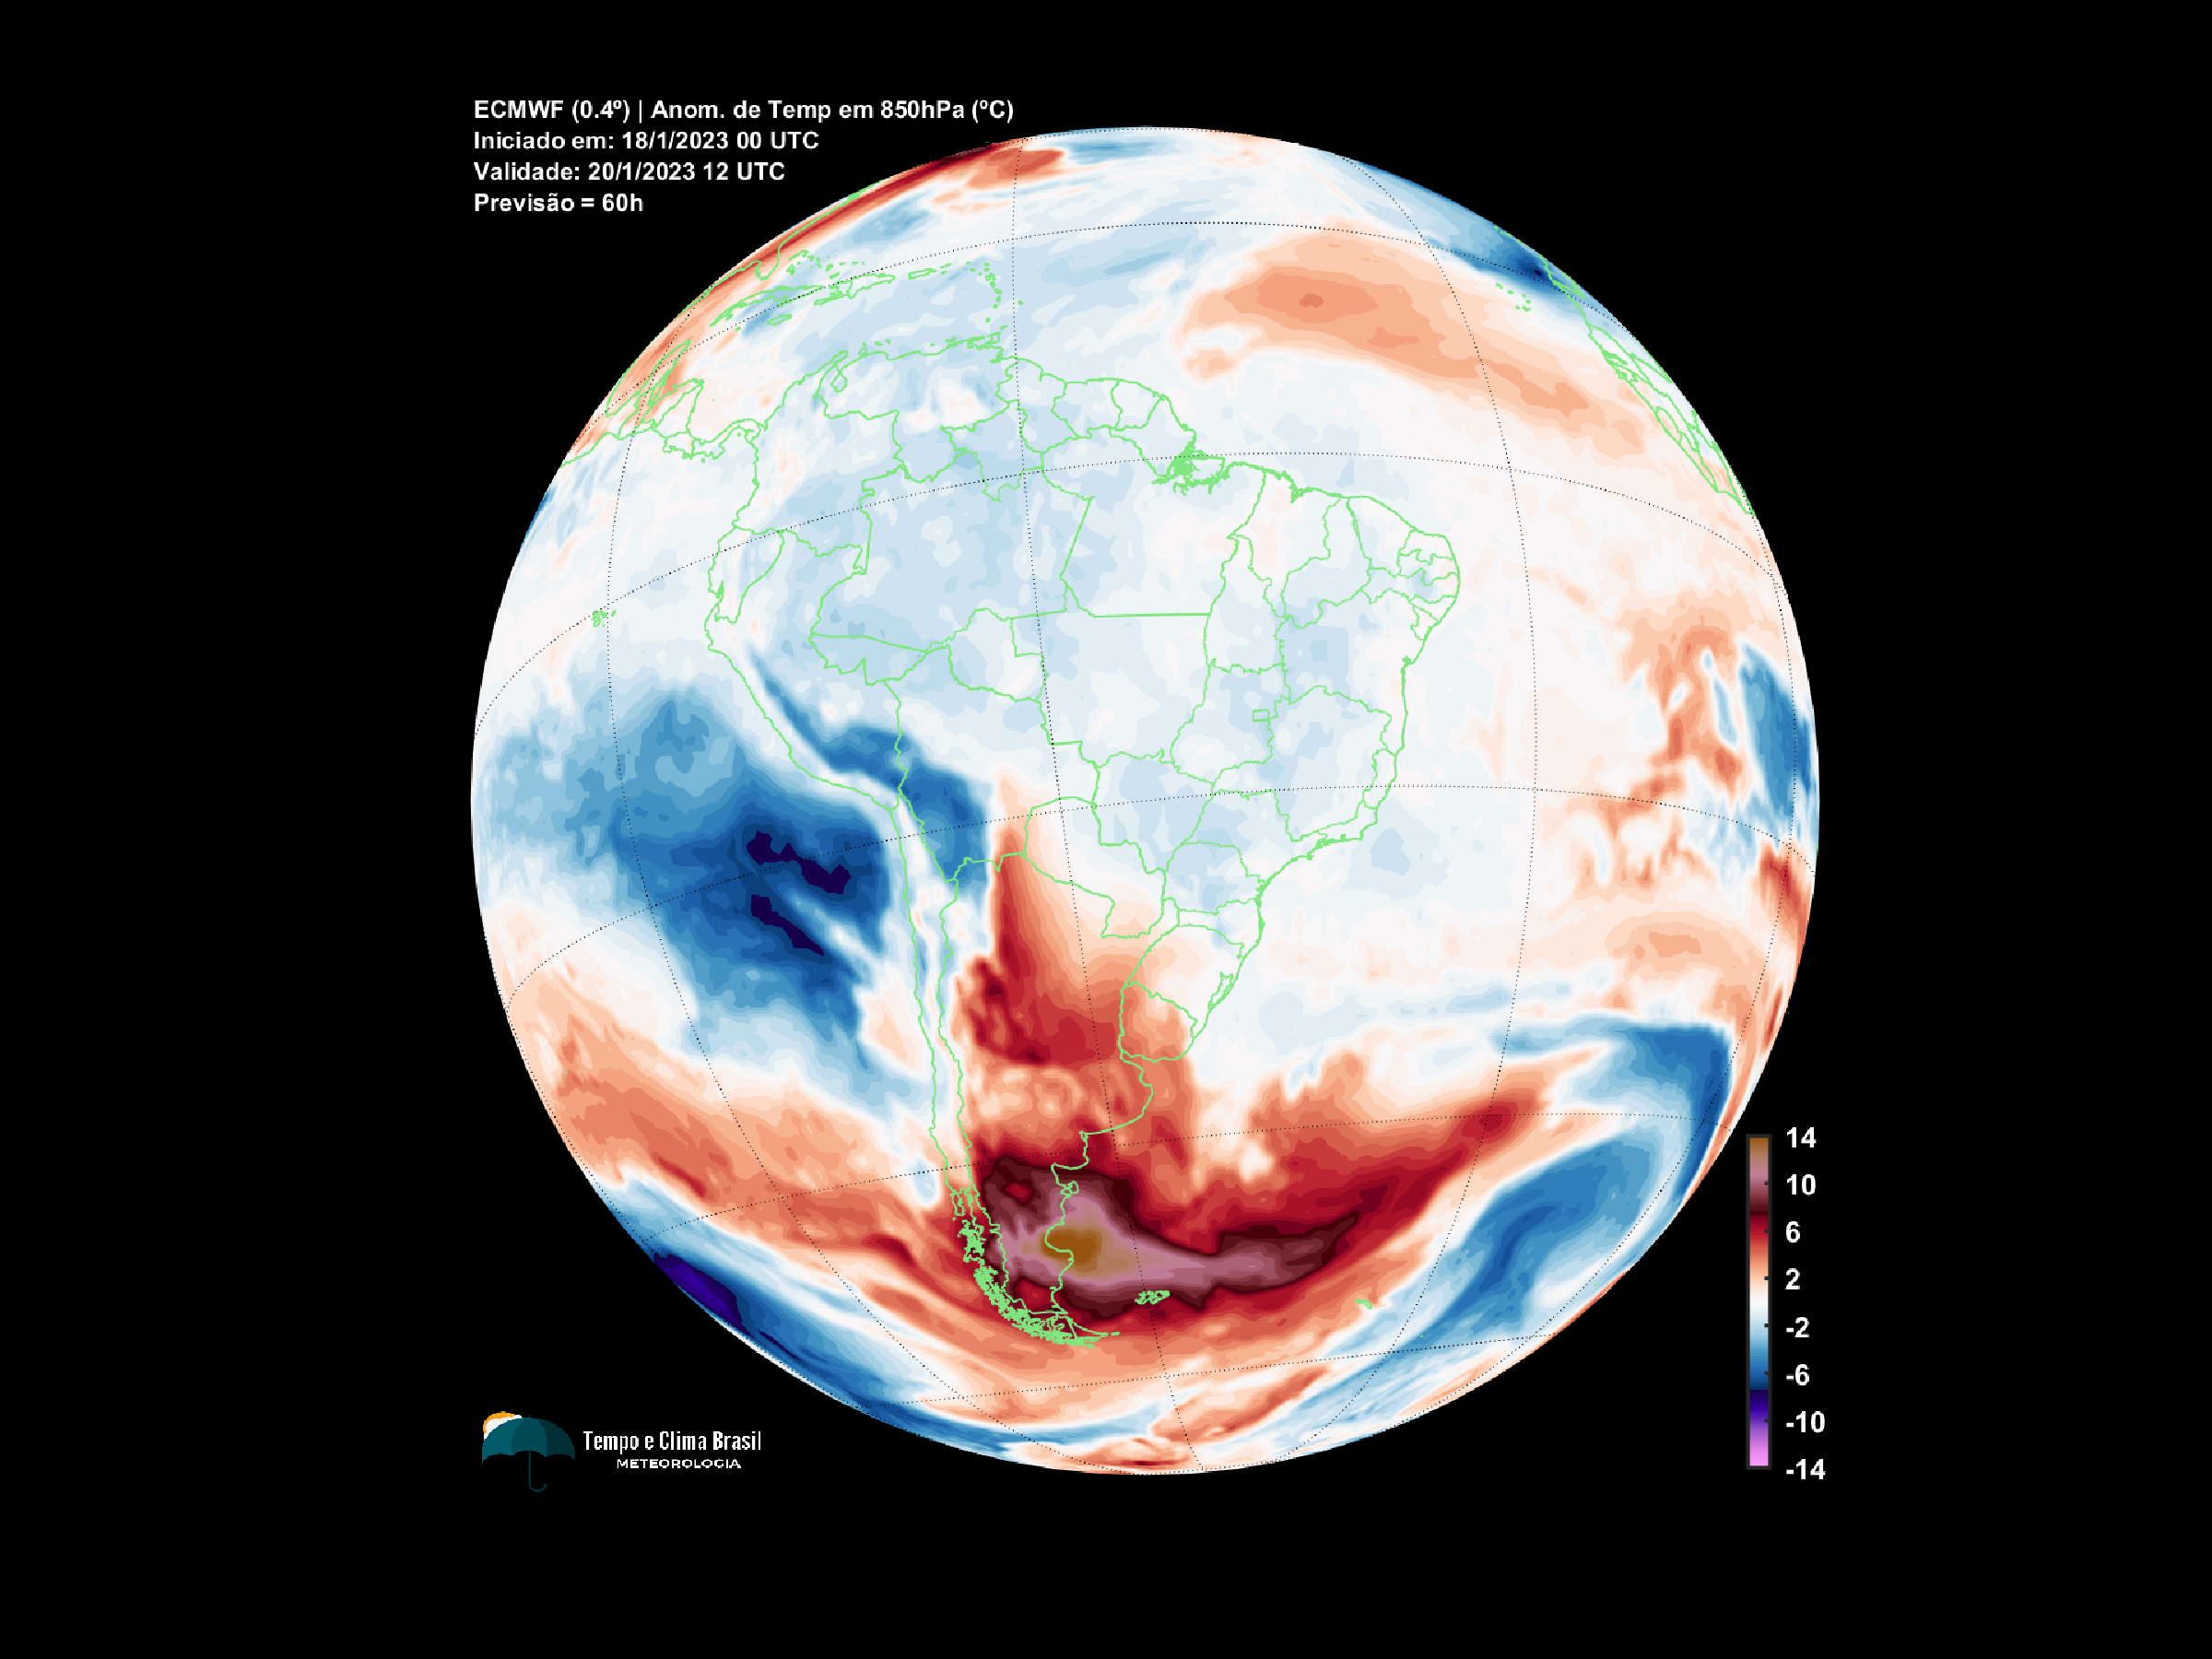 ECMWF (0.4º) | Anom. de Temp em 850hPa (ºC)
Iniciado em: 18/1/2023 00 UTC
Validade: 20/1/2023 12 UTC
Previsão = 60h
14
10
6
2
-2
-6
-10
-14
Tempo e Clima Brasil
METEOROLOGIA